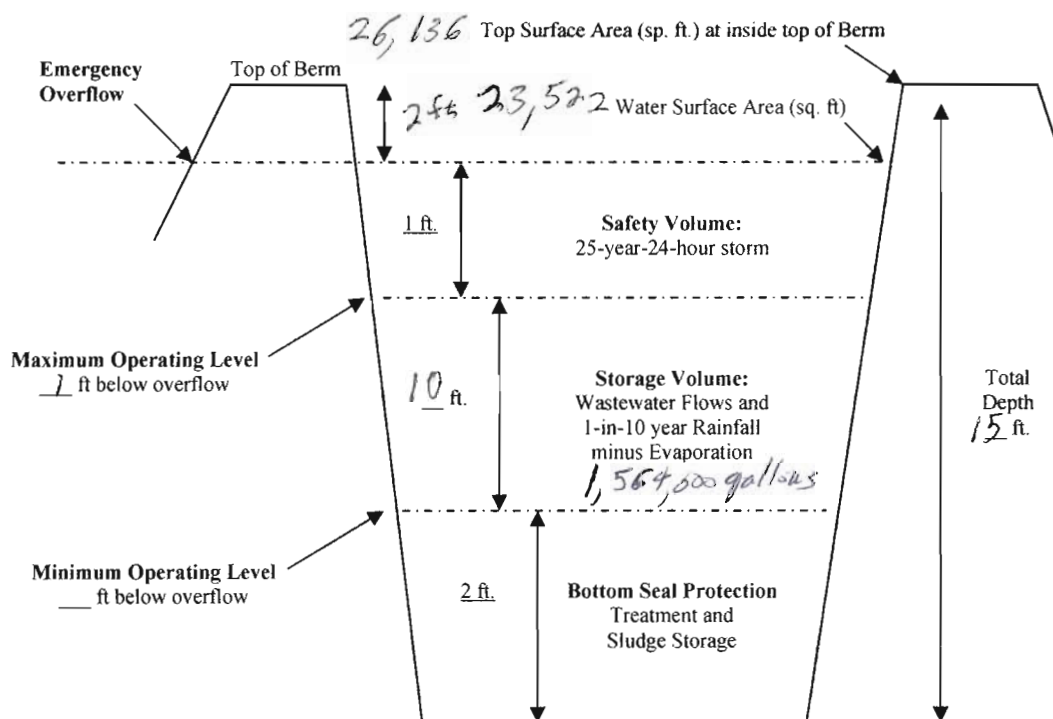 26,136 Top Surface Area (sp. ft.) at inside top of Berm
Emergency
Overflow
Top of Berm
2 ft 23,522 Water Surface Area (sq. ft)
1 ft.
Safety Volume:
25-year-24-hour storm
Maximum Operating Level
1 ft below overflow
10 ft.
Storage Volume:
Wastewater Flows and
1-in-10 year Rainfall
minus Evaporation
1,564,000 gallons
Total
Depth
15 ft.
Minimum Operating Level
___ ft below overflow
2 ft.
Bottom Seal Protection
Treatment and
Sludge Storage